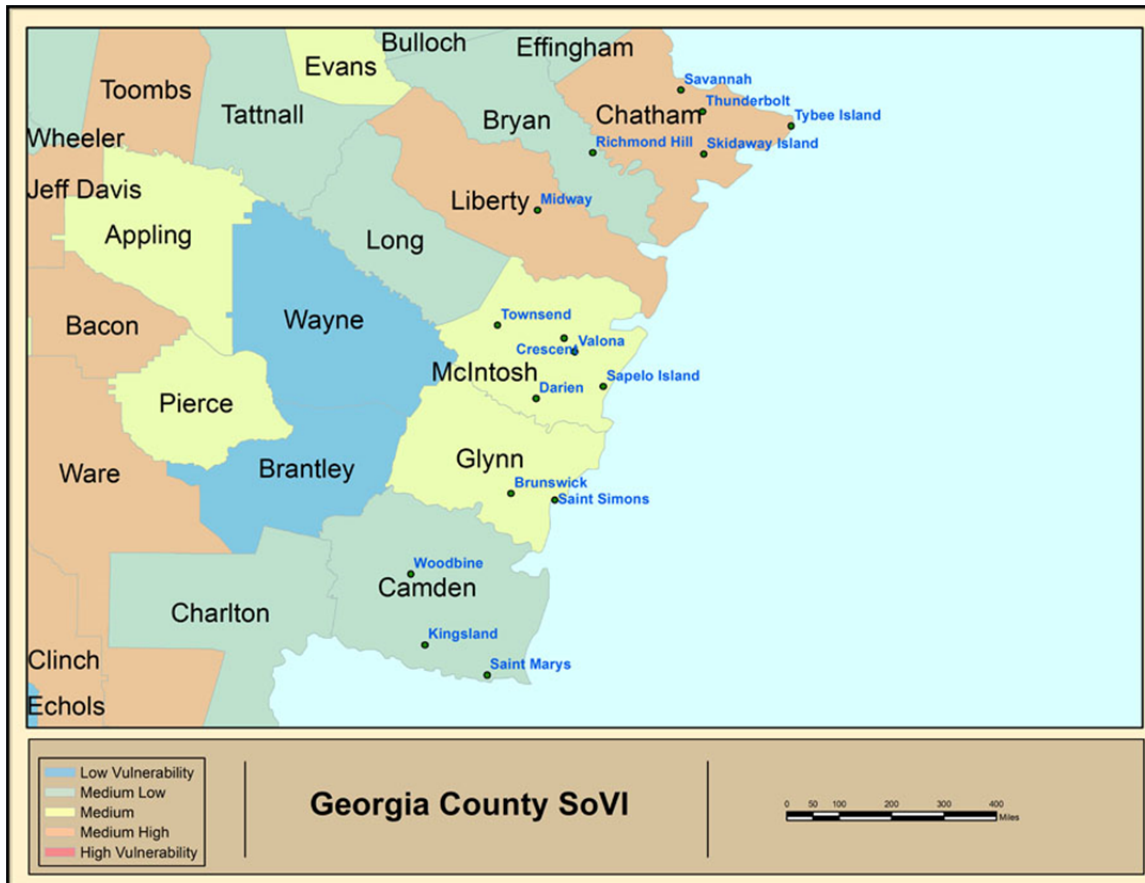 Bulloch
Effingham
Evans
Toombs
Savannah
Tattnall
Chatham
Thunderbolt
Bryan
Tybee Island
Wheeler
Richmond Hill
Skidaway Island
Jeff Davis
Liberty
Midway
Appling
Long
Wayne
Townsend
Bacon
Crescent
Valona
McIntosh
Sapelo Island
Darien
Pierce
Glynn
Ware
Brantley
Brunswick
Saint Simons
Woodbine
Camden
Charlton
Kingsland
Clinch
Saint Marys
Echols
Low Vulnerability
Medium Low
Medium
Medium High
High Vulnerability
Georgia County SoVI
0 50 100 200 300 400
Miles